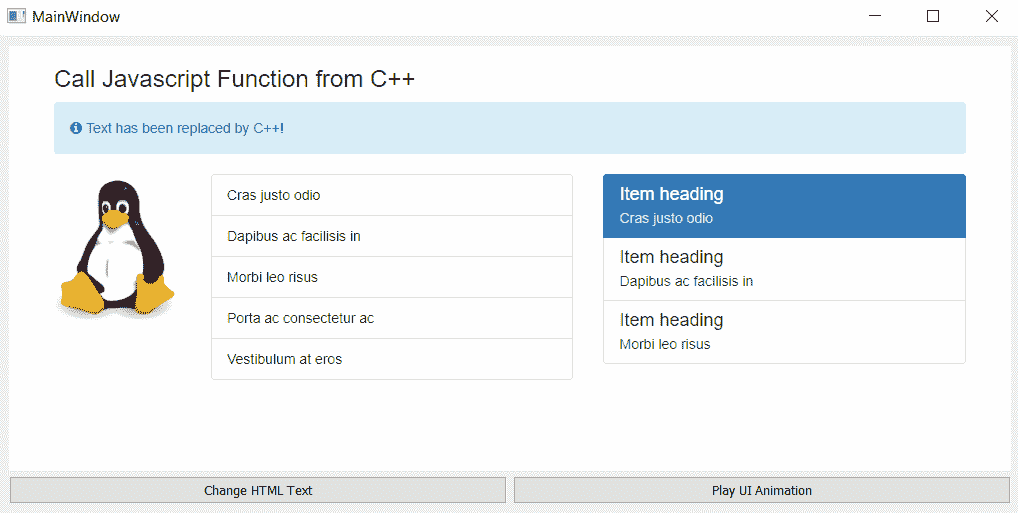 MainWindow
Call Javascript Function from C++
Text has been replaced by C++!
Cras justo odio
Dapibus ac facilisis in
Morbi leo risus
Porta ac consectetur ac
Vestibulum at eros
Item heading
Cras justo odio
Item heading
Dapibus ac facilisis in
Item heading
Morbi leo risus
Change HTML Text
Play UI Animation